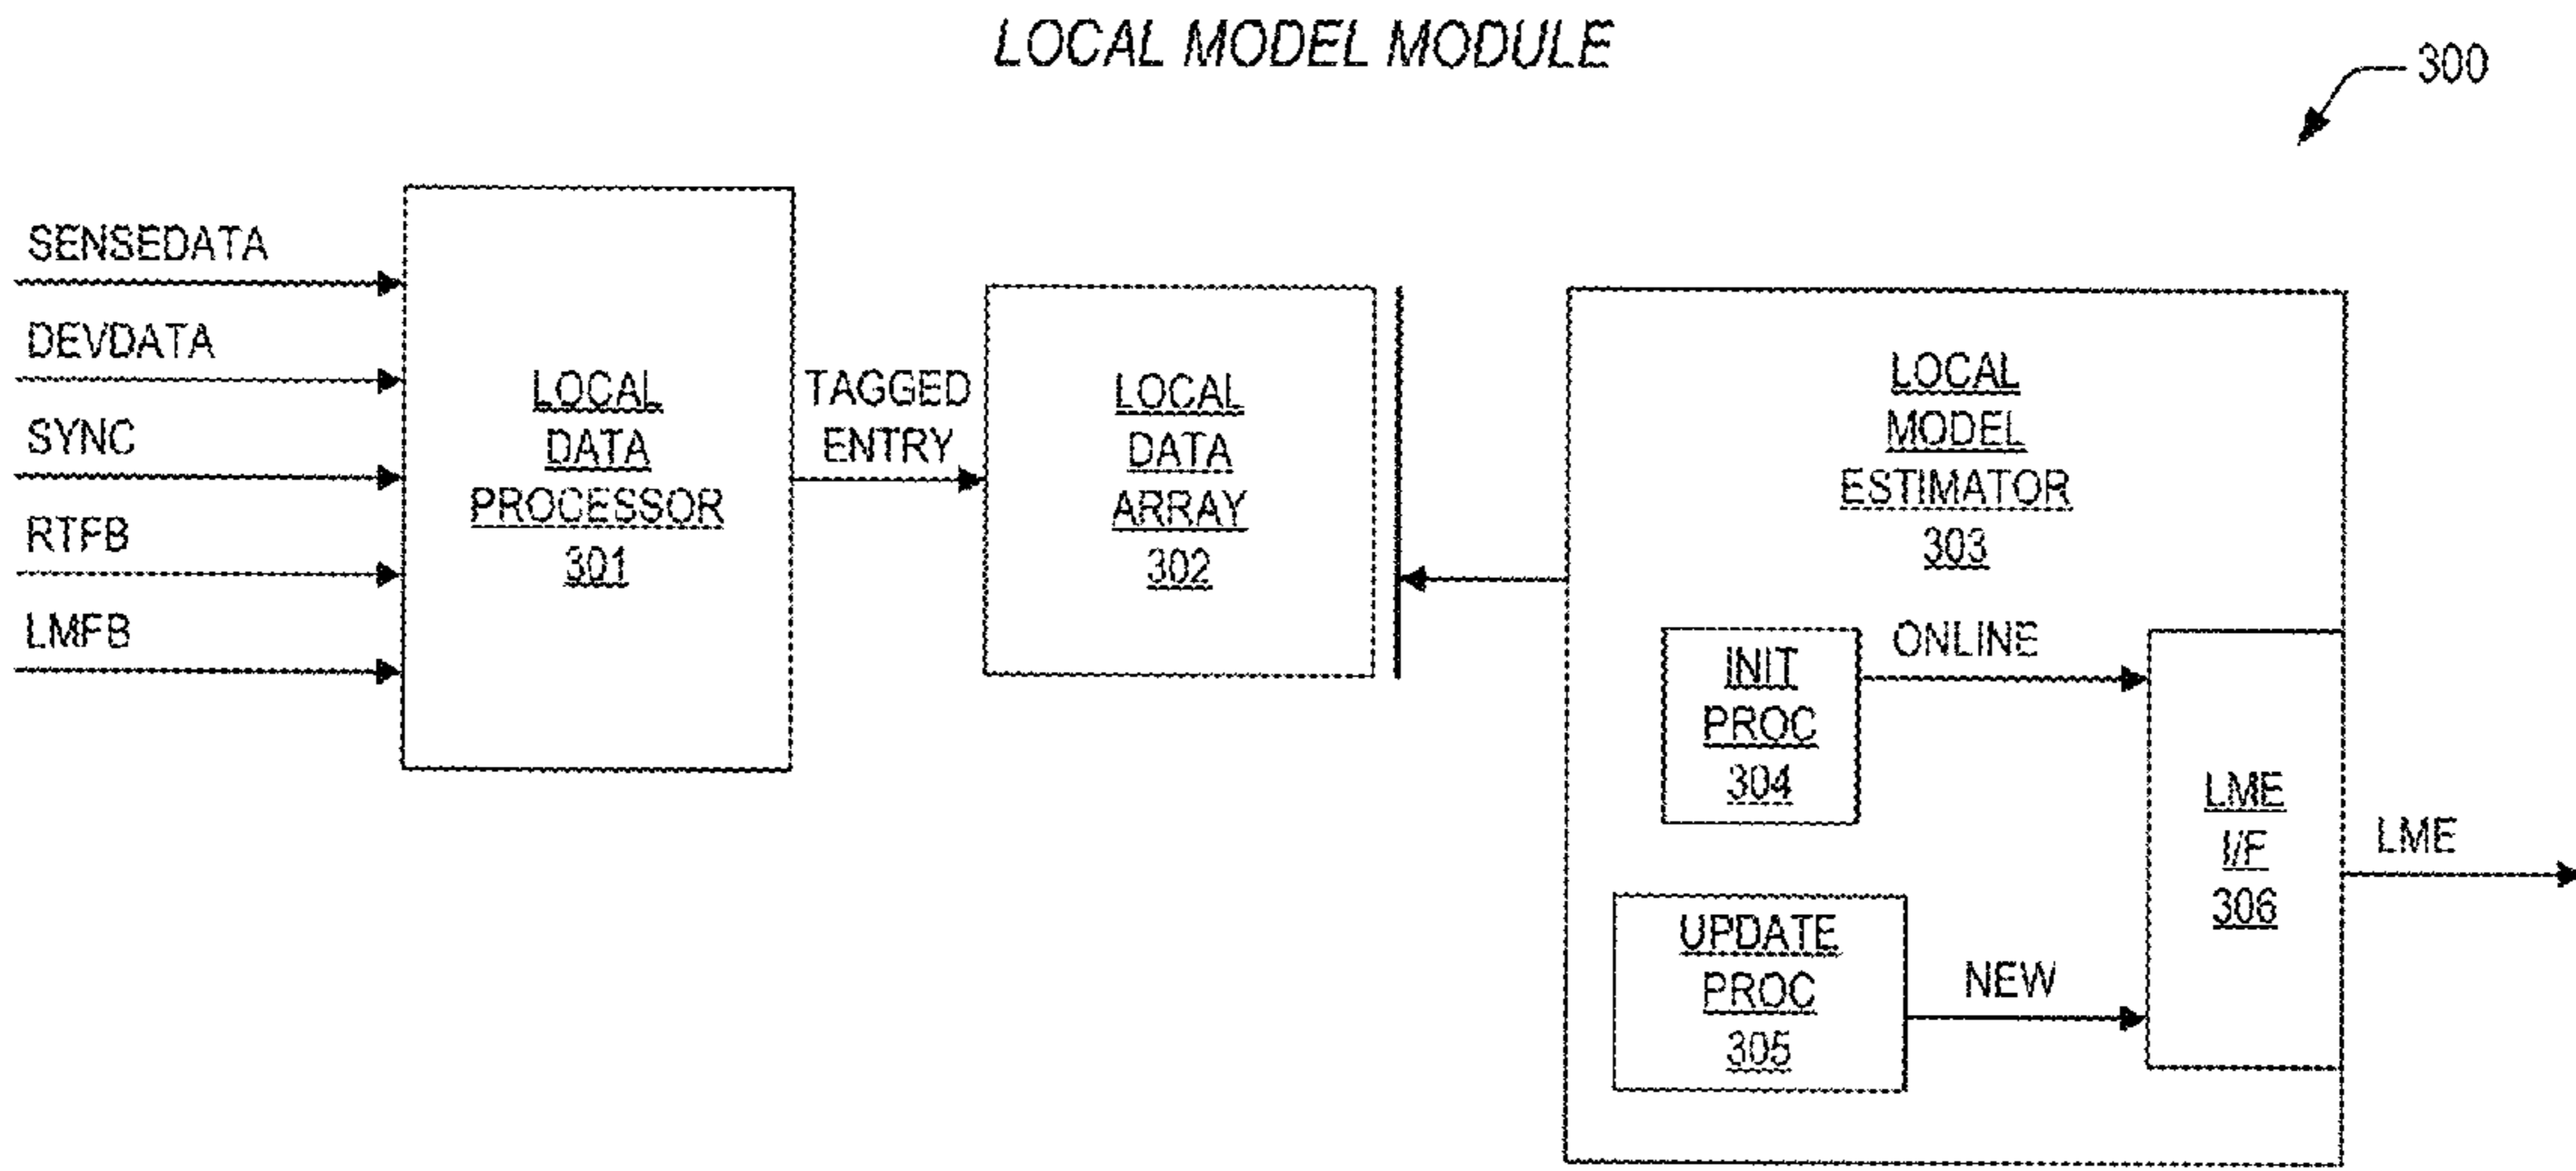 LOCAL MODEL MODULE
300
SENSEDATA
DEVDATA
SYNC
RTFB
LMFB
LOCAL
DATA
PROCESSOR
301
TAGGED
ENTRY
LOCAL
DATA
ARRAY
302
LOCAL
MODEL
ESTIMATOR
303
INIT
PROC
304
ONLINE
UPDATE
PROC
305
NEW
LME
I/F
306
LME